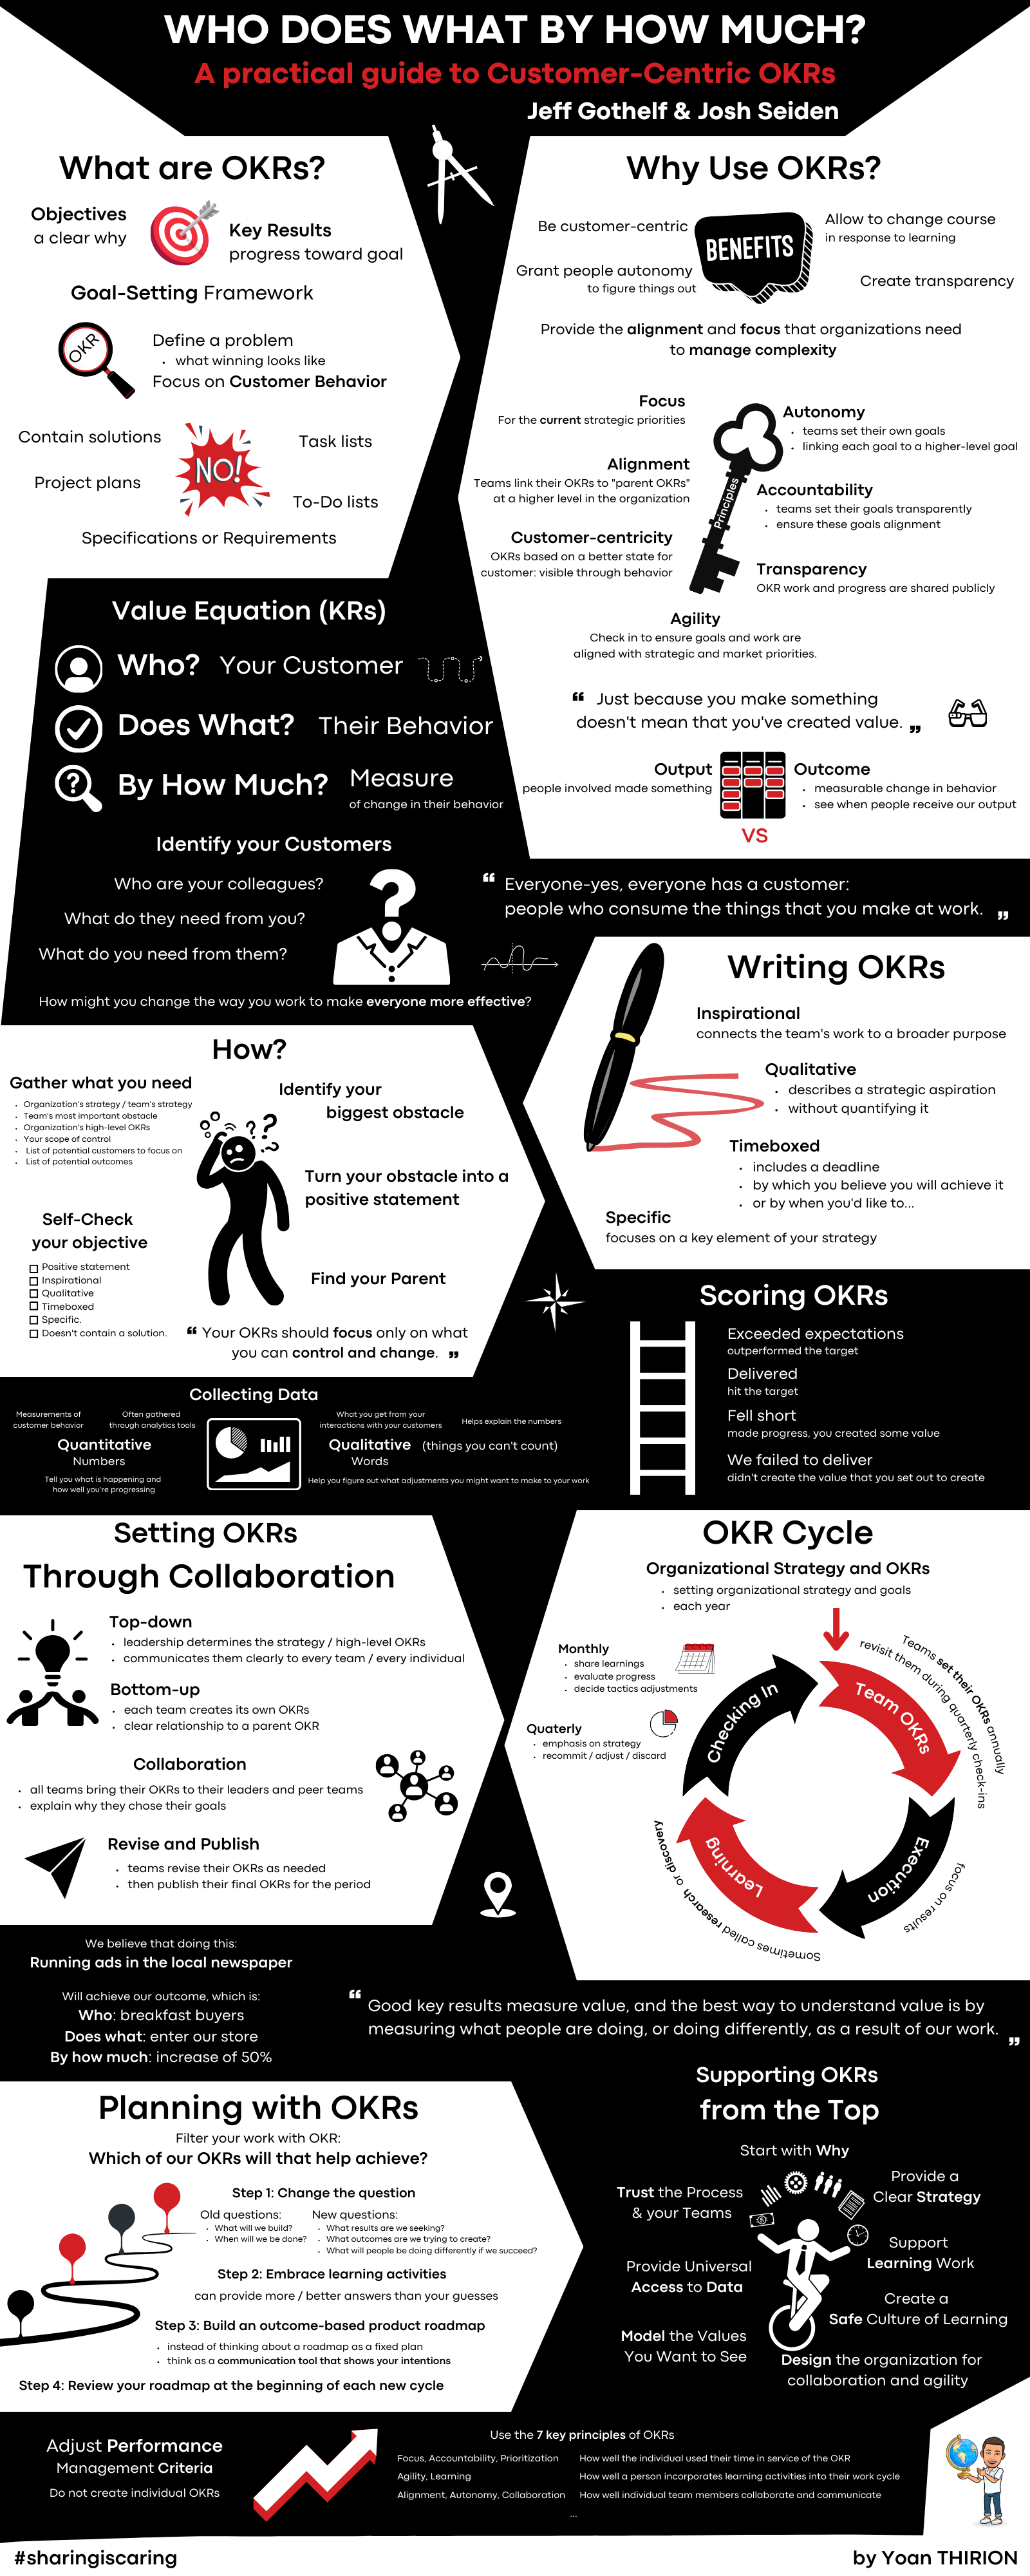 WHO DOES WHAT BY HOW MUCH?
A practical guide to Customer-Centric OKRs
Jeff Gothelf & Josh Seiden
What are OKRs?
Objectives
a clear why
Key Results
progress toward goal
Goal-Setting Framework
OKR
Define a problem
what winning looks like
Focus on Customer Behavior
Contain solutions
Task lists
NO!
Project plans
To-Do lists
Specifications or Requirements
Why Use OKRs?
Be customer-centric
BENEFITS
Allow to change course
in response to learning
Grant people autonomy
to figure things out
Create transparency
Provide the alignment and focus that organizations need
to manage complexity
Focus
For the current strategic priorities
Alignment
Teams link their OKRs to "parent OKRs"
at a higher level in the organization
Customer-centricity
OKRs based on a better state for
customer: visible through behavior
Principles
Autonomy
teams set their own goals
linking each goal to a higher-level goal
Accountability
teams set their goals transparently
ensure these goals alignment
Transparency
OKR work and progress are shared publicly
Agility
Check in to ensure goals and work are
aligned with strategic and market priorities.
“ Just because you make something
doesn't mean that you've created value. ”
Output
people involved made something
VS
Outcome
measurable change in behavior
see when people receive our output
Value Equation (KRs)
Who? Your Customer
Does What? Their Behavior
By How Much? Measure
of change in their behavior
Identify your Customers
Who are your colleagues?
What do they need from you?
What do you need from them?
How might you change the way you work to make everyone more effective?
“ Everyone-yes, everyone has a customer:
people who consume the things that you make at work. ”
Writing OKRs
Inspirational
connects the team's work to a broader purpose
Qualitative
describes a strategic aspiration
without quantifying it
Timeboxed
includes a deadline
by which you believe you will achieve it
or by when you'd like to...
Specific
focuses on a key element of your strategy
How?
Gather what you need
Organization's strategy / team's strategy
Team's most important obstacle
Organization's high-level OKRs
Your scope of control
List of potential customers to focus on
List of potential outcomes
Identify your
biggest obstacle
???
Turn your obstacle into a
positive statement
Find your Parent
Self-Check
your objective
Positive statement
Inspirational
Qualitative
Timeboxed
Specific.
Doesn't contain a solution.
“ Your OKRs should focus only on what
you can control and change. ”
Scoring OKRs
Exceeded expectations
outperformed the target
Delivered
hit the target
Fell short
made progress, you created some value
We failed to deliver
didn't create the value that you set out to create
Collecting Data
Measurements of
customer behavior
Often gathered
through analytics tools
Quantitative
Numbers
Tell you what is happening and
how well you're progressing
What you get from your
interactions with your customers
Helps explain the numbers
Qualitative (things you can't count)
Words
Help you figure out what adjustments you might want to make to your work
Setting OKRs
Through Collaboration
Top-down
leadership determines the strategy / high-level OKRs
communicates them clearly to every team / every individual
Bottom-up
each team creates its own OKRs
clear relationship to a parent OKR
Collaboration
all teams bring their OKRs to their leaders and peer teams
explain why they chose their goals
Revise and Publish
teams revise their OKRs as needed
then publish their final OKRs for the period
OKR Cycle
Organizational Strategy and OKRs
setting organizational strategy and goals
each year
Monthly
share learnings
evaluate progress
decide tactics adjustments
Quaterly
emphasis on strategy
recommit / adjust / discard
Checking In
Team OKRs
Teams set their OKRs annually
revisit them during quarterly check-ins
Execution
focus on results
Learning
Sometimes called research or discovery
We believe that doing this:
Running ads in the local newspaper
Will achieve our outcome, which is:
Who: breakfast buyers
Does what: enter our store
By how much: increase of 50%
“ Good key results measure value, and the best way to understand value is by
measuring what people are doing, or doing differently, as a result of our work. ”
Planning with OKRs
Filter your work with OKR:
Which of our OKRs will that help achieve?
Step 1: Change the question
Old questions:
What will we build?
When will we be done?
New questions:
What results are we seeking?
What outcomes are we trying to create?
What will people be doing differently if we succeed?
Step 2: Embrace learning activities
can provide more / better answers than your guesses
Step 3: Build an outcome-based product roadmap
instead of thinking about a roadmap as a fixed plan
think as a communication tool that shows your intentions
Step 4: Review your roadmap at the beginning of each new cycle
Supporting OKRs
from the Top
Start with Why
Trust the Process
& your Teams
Provide a
Clear Strategy
Provide Universal
Access to Data
Support
Learning Work
Create a
Safe Culture of Learning
Model the Values
You Want to See
Design the organization for
collaboration and agility
Adjust Performance
Management Criteria
Do not create individual OKRs
Use the 7 key principles of OKRs
Focus, Accountability, Prioritization
How well the individual used their time in service of the OKR
Agility, Learning
How well a person incorporates learning activities into their work cycle
Alignment, Autonomy, Collaboration
How well individual team members collaborate and communicate
...
#sharingiscaring
by Yoan THIRION